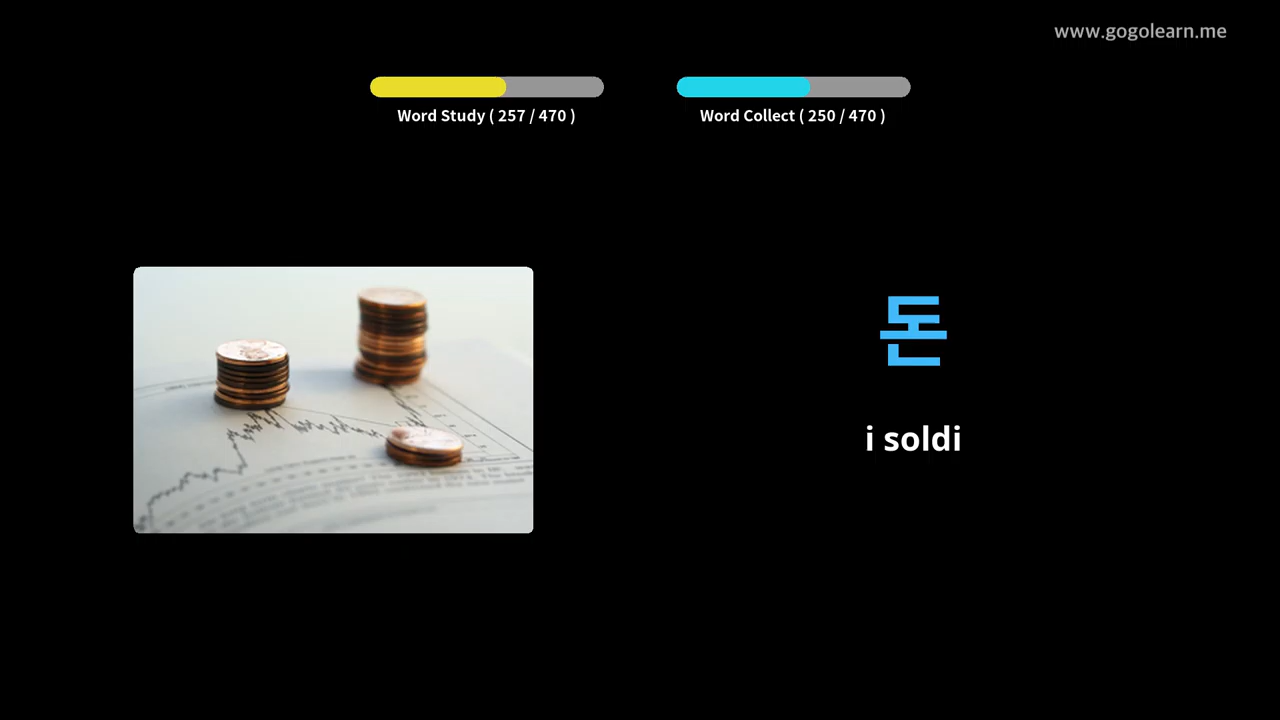 www.gogolearn.me
Word Study ( 257 / 470 )
Word Collect ( 250 / 470 )
돈
i soldi